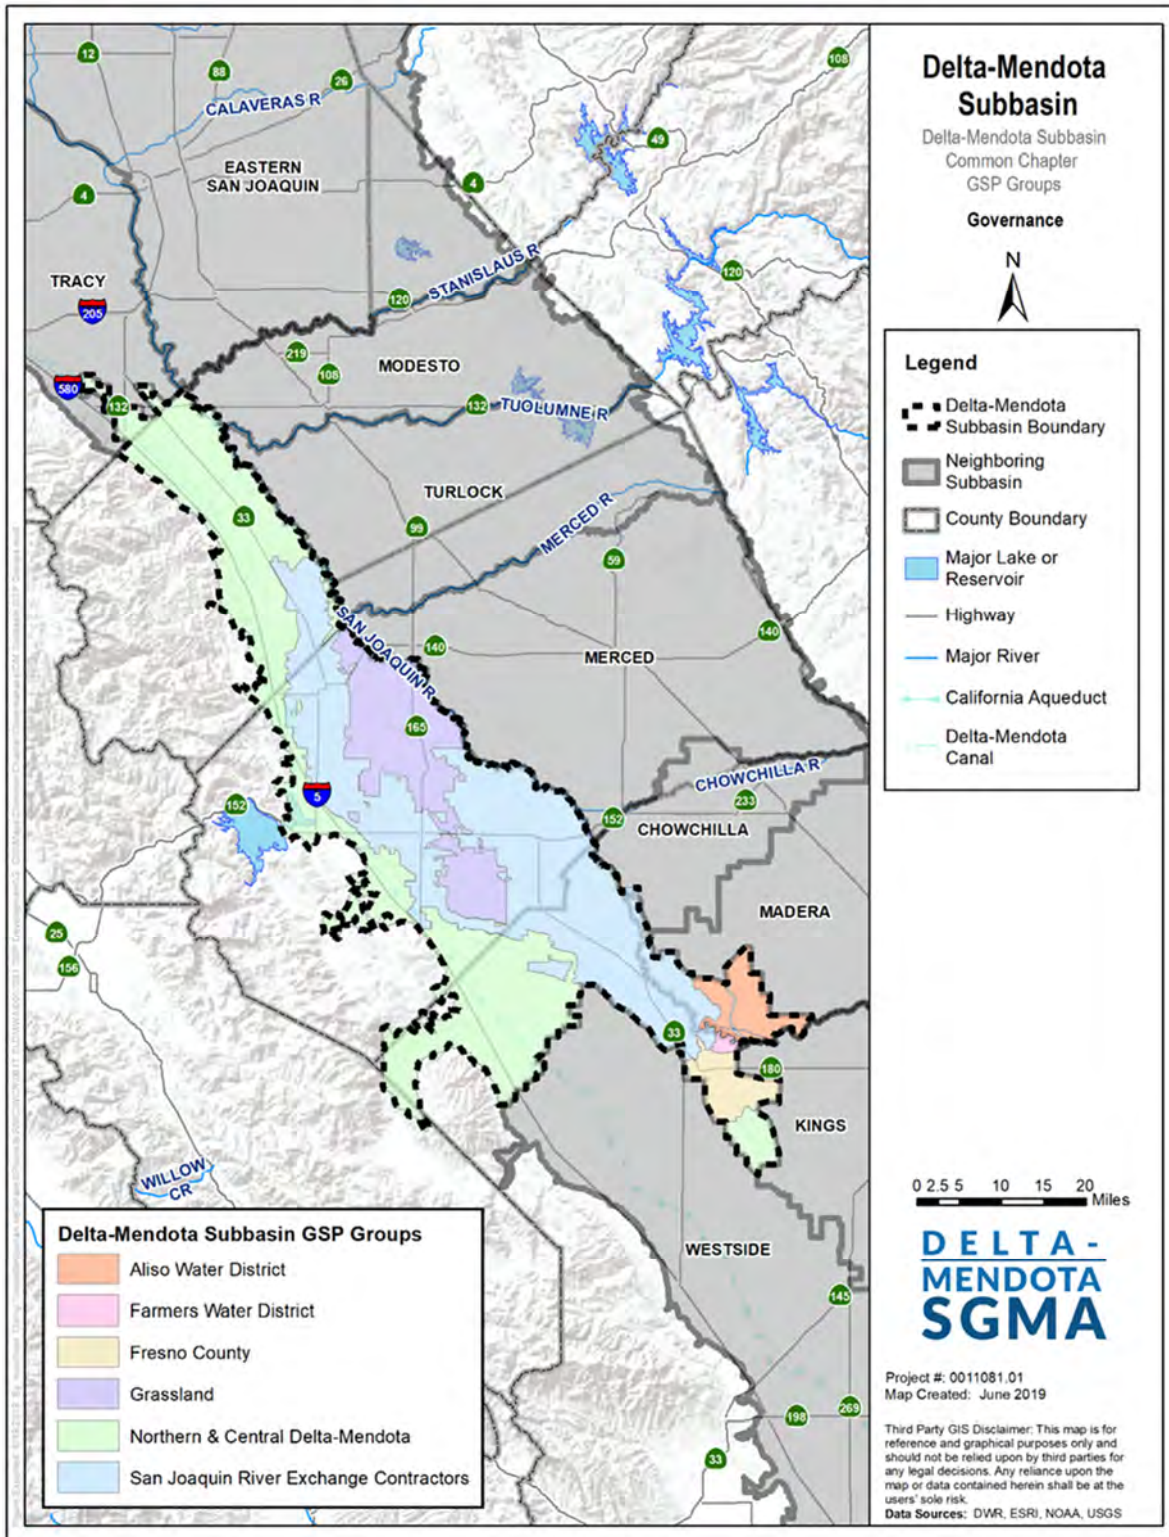 Delta-Mendota
Subbasin
Delta-Mendota Subbasin
Common Chapter
GSP Groups
Governance
N
Legend
Delta-Mendota
Subbasin Boundary
Neighboring
Subbasin
County Boundary
Major Lake or
Reservoir
Highway
Major River
California Aqueduct
Delta-Mendota
Canal
0 2.5 5 10 15 20
Miles
DELTA-
MENDOTA
SGMA
Project #: 0011081.01
Map Created: June 2019
Third Party GIS Disclaimer: This map is for
reference and graphical purposes only and
should not be relied upon by third parties for
any legal decisions. Any reliance upon the
map or data contained herein shall be at the
users' sole risk.
Data Sources: DWR, ESRI, NOAA, USGS
12
88
26
108
CALAVERAS R
49
EASTERN
SAN JOAQUIN
4
4
STANISLAUS R
120
TRACY
205
120
219
108
MODESTO
580
132
132
TUOLUMNE R
33
TURLOCK
99
MERCED R
59
SAN JOAQUIN R
140
140
MERCED
165
5
152
CHOWCHILLA R
233
152
CHOWCHILLA
MADERA
25
156
33
180
KINGS
WILLOW
CR
WESTSIDE
145
198
269
33
Delta-Mendota Subbasin GSP Groups
Aliso Water District
Farmers Water District
Fresno County
Grassland
Northern & Central Delta-Mendota
San Joaquin River Exchange Contractors